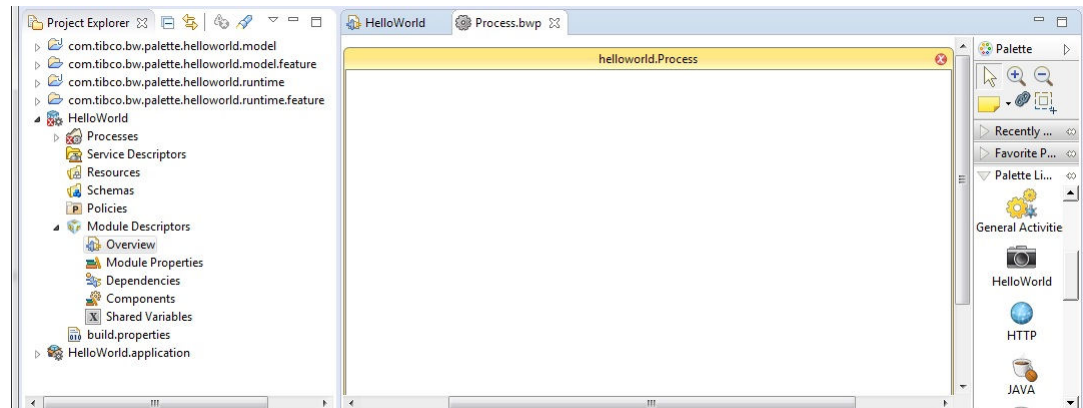 Project Explorer
com.tibco.bw.palette.helloworld.model
com.tibco.bw.palette.helloworld.model.feature
com.tibco.bw.palette.helloworld.runtime
com.tibco.bw.palette.helloworld.runtime.feature
HelloWorld
Processes
Service Descriptors
Resources
Schemas
P Policies
Module Descriptors
Overview
Module Properties
Dependencies
Components
X Shared Variables
010 build.properties
HelloWorld.application
HelloWorld Process.bwp
helloworld.Process
Palette
Recently ...
Favorite P...
Palette Li...
General Activitie
HelloWorld
HTTP
JAVA